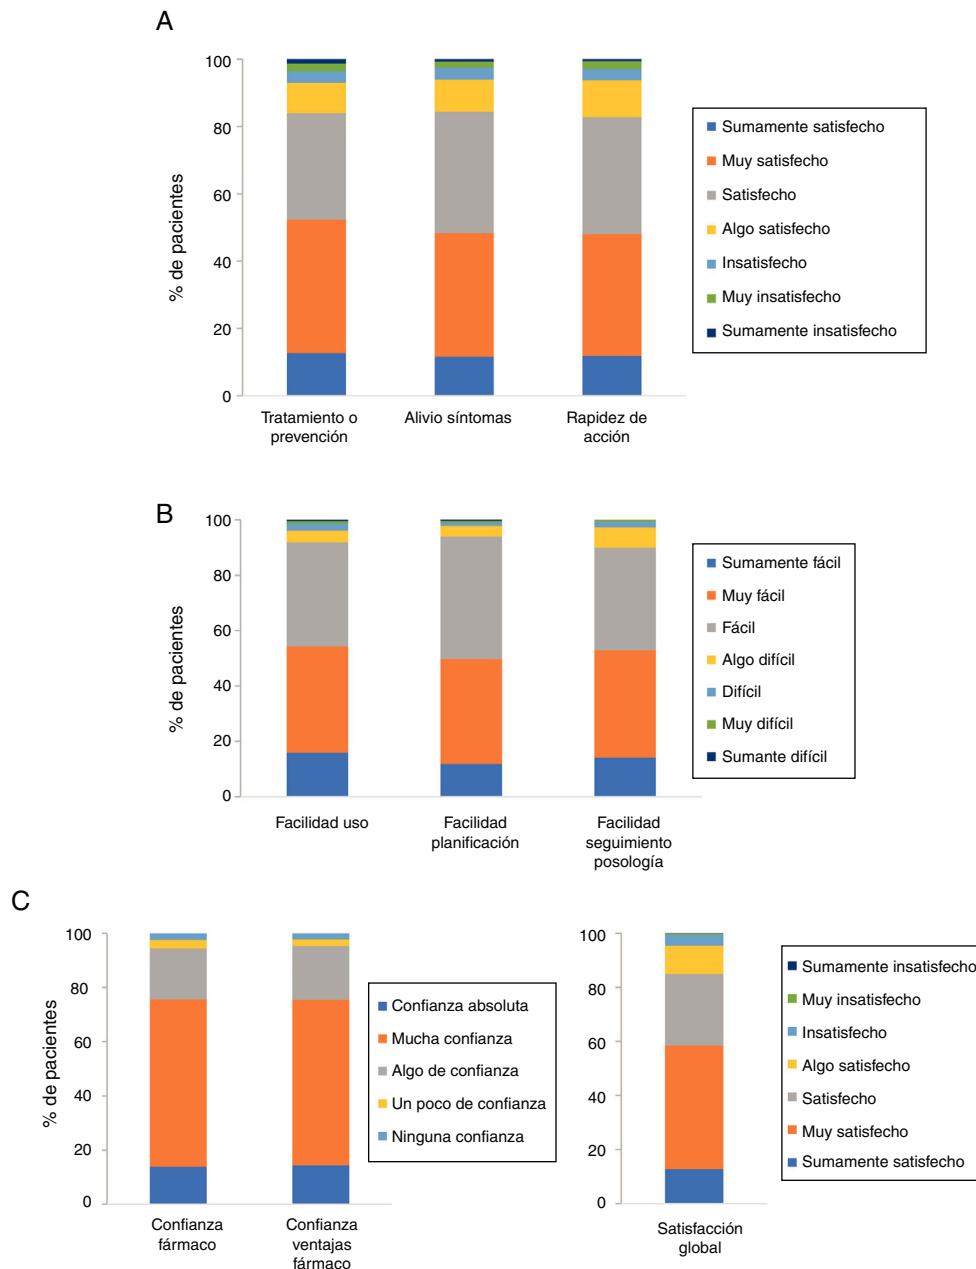 A
100
80
60
40
20
0
% de pacientes
Tratamiento o
prevención
Alivio síntomas
Rapidez de
acción
Sumamente satisfecho
Muy satisfecho
Satisfecho
Algo satisfecho
Insatisfecho
Muy insatisfecho
Sumamente insatisfecho
B
100
80
60
40
20
0
% de pacientes
Facilidad uso
Facilidad
planificación
Facilidad
seguimiento
posología
Sumamente fácil
Muy fácil
Fácil
Algo difícil
Difícil
Muy difícil
Sumante difícil
C
100
80
60
40
20
0
% de pacientes
Confianza
fármaco
Confianza
ventajas
fármaco
Confianza absoluta
Mucha confianza
Algo de confianza
Un poco de confianza
Ninguna confianza
100
80
60
40
20
0
Satisfacción
global
Sumamente insatisfecho
Muy insatisfecho
Insatisfecho
Algo satisfecho
Satisfecho
Muy satisfecho
Sumamente satisfecho